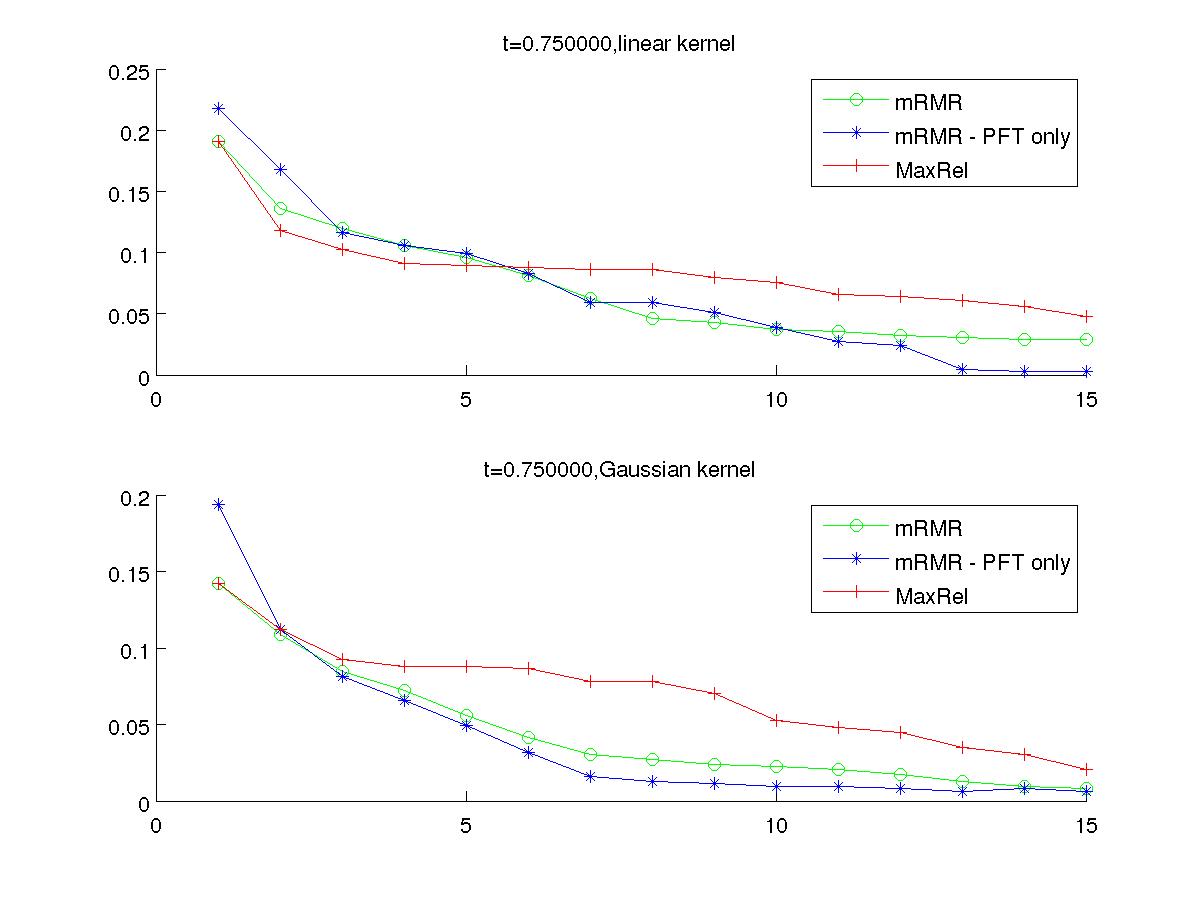 t=0.750000,linear kernel
0.25
0.2
0.15
0.1
0.05
0
0 5 10 15
mRMR
mRMR - PFT only
MaxRel
t=0.750000,Gaussian kernel
0.2
0.15
0.1
0.05
0
0 5 10 15
mRMR
mRMR - PFT only
MaxRel